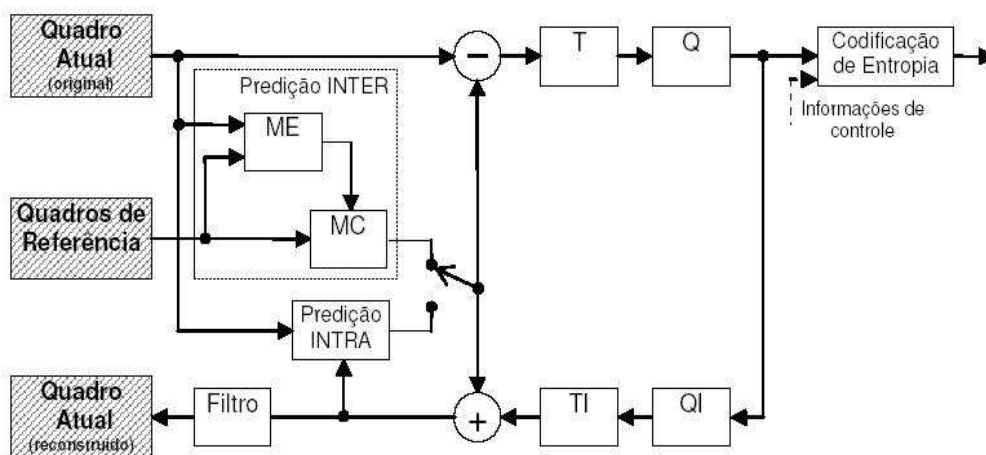 Quadro
Atual
(original)
T
Q
Codificação
de Entropia
Predição INTER
Informações de
controle
ME
Quadros de
Referência
MC
Predição
INTRA
Quadro
Atual
(reconstruido)
Filtro
+
TI
QI